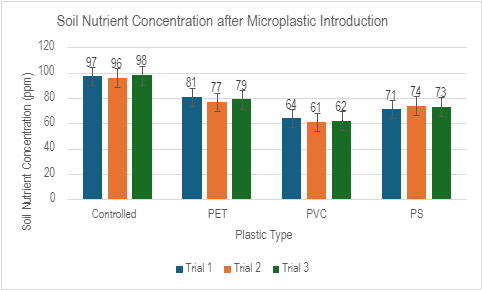 Soil Nutrient Concentration after Microplastic Introduction
Soil Nutrient Concentration (ppm)
120
100
80
60
40
20
0
97 96 98
81 77 79
64 61 62
71 74 73
Controlled PET PVC PS
Plastic Type
Trial 1 Trial 2 Trial 3